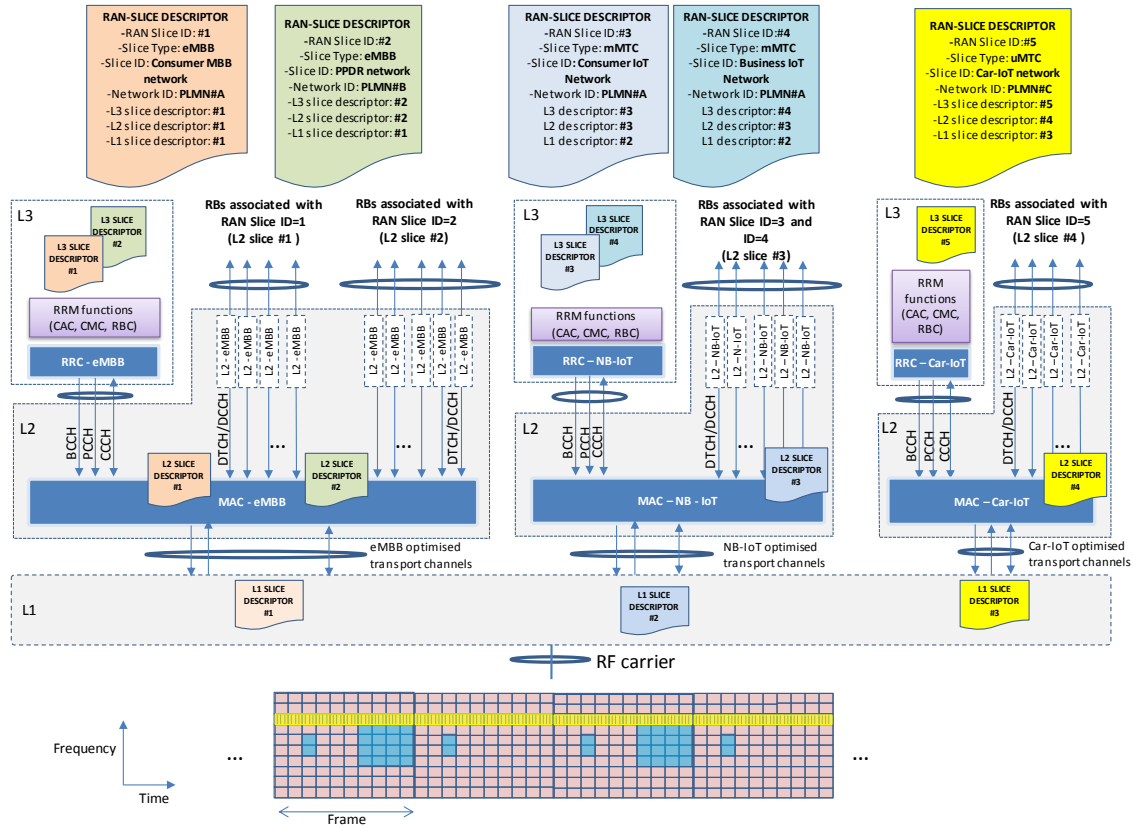 RAN-SLICE DESCRIPTOR
-RAN Slice ID: #1
-Slice Type: eMBB
-Slice ID: Consumer MBB
network
-Network ID: PLMN#A
-L3 slice descriptor: #1
-L2 slice descriptor: #1
-L1 slice descriptor: #1
RAN-SLICE DESCRIPTOR
-RAN Slice ID:#2
-Slice Type: eMBB
-Slice ID: PPDR network
-Network ID: PLMN#B
-L3 slice descriptor: #2
-L2 slice descriptor: #2
-L1 slice descriptor: #1
RAN-SLICE DESCRIPTOR
-RAN Slice ID:#3
-Slice Type: mMTC
-Slice ID: Consumer IoT
Network
-Network ID: PLMN#A
L3 descriptor: #3
L2 descriptor: #3
L1 descriptor: #2
RAN-SLICE DESCRIPTOR
-RAN Slice ID:#4
-Slice Type: mMTC
-Slice ID: Business IoT
Network
-Network ID: PLMN#A
L3 descriptor: #4
L2 descriptor: #3
L1 descriptor: #2
RAN-SLICE DESCRIPTOR
-RAN Slice ID:#5
-Slice Type: uMTC
-Slice ID: Car-IoT network
-Network ID: PLMN#C
-L3 slice descriptor: #5
-L2 slice descriptor: #4
-L1 slice descriptor: #3
L3
L3 SLICE
DESCRIPTOR
#2
L3 SLICE
DESCRIPTOR
#1
RRM functions
(CAC, CMC, RBC)
RRC - eMBB
RBs associated with
RAN Slice ID=1
(L2 slice #1 )
RBs associated with
RAN Slice ID=2
(L2 slice #2)
L2 - eMBB
L2 - eMBB
L2 - eMBB
L2 - eMBB
L2 - eMBB
L2 - eMBB
L2 - eMBB
L2 - eMBB
L2 - eMBB
L2
BCCH
PCCH
CCCH
DTCH/DCCH
...
...
DTCH/DCCH
L2 SLICE
DESCRIPTOR
#1
L2 SLICE
DESCRIPTOR
#2
MAC - eMBB
eMBB optimised
transport channels
L3
L3 SLICE
DESCRIPTOR
#4
L3 SLICE
DESCRIPTOR
#3
RRM functions
(CAC, CMC, RBC)
RRC – NB-IoT
RBs associated with
RAN Slice ID=3 and
ID=4
(L2 slice #3)
L2 – NB-IoT
L2 – N-IoT
L2 – NB-IoT
L2 – NB-IoT
L2 – NB-IoT
L2
BCCH
PCCH
CCCH
DTCH/DCCH
...
L2 SLICE
DESCRIPTOR
#3
MAC – NB - IoT
NB-IoT optimised
transport channels
L3
L3 SLICE
DESCRIPTOR
#5
RRM
functions
(CAC, CMC,
RBC)
RRC – Car-IoT
RBs associated with
RAN Slice ID=5
(L2 slice #4 )
L2 – Car-IoT
L2 – Car-IoT
L2 – Car-IoT
L2 – Car-IoT
L2
BCCH
PCCH
CCCH
DTCH/DCCH
...
L2 SLICE
DESCRIPTOR
#4
MAC – Car-IoT
Car-IoT optimised
transport channels
L1
L1 SLICE
DESCRIPTOR
#1
L1 SLICE
DESCRIPTOR
#2
L1 SLICE
DESCRIPTOR
#3
RF carrier
Frequency
Time
...
...
Frame